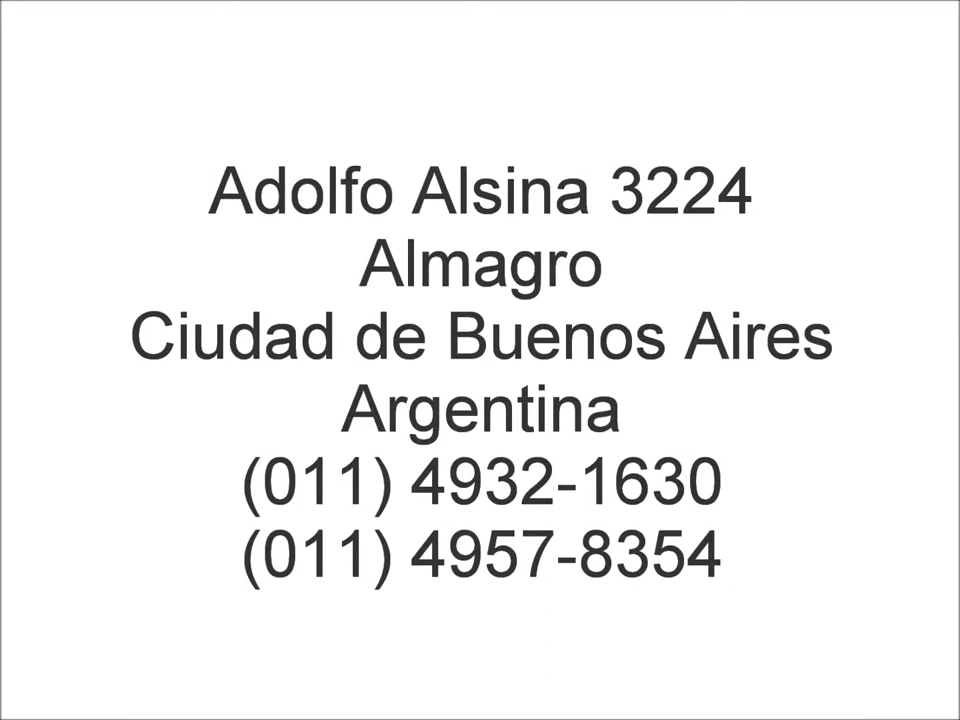 Adolfo Alsina 3224
Almagro
Ciudad de Buenos Aires
Argentina
(011) 4932-1630
(011) 4957-8354